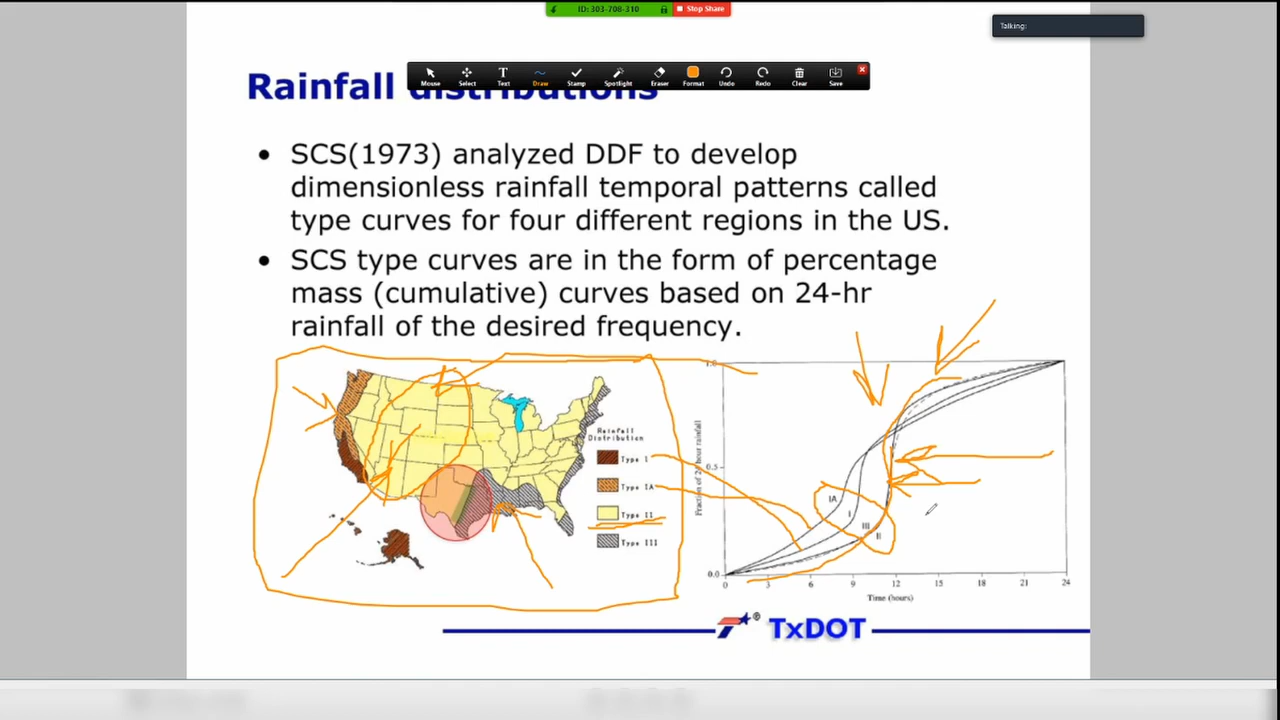 ID: 303-708-310
Stop Share
Talking:
Mouse
Select
Text
Draw
Stamp
Spotlight
Eraser
Format
Undo
Redo
Clear
Save
Rainfall distributions
• SCS(1973) analyzed DDF to develop
dimensionless rainfall temporal patterns called
type curves for four different regions in the US.
• SCS type curves are in the form of percentage
mass (cumulative) curves based on 24-hr
rainfall of the desired frequency.
Rainfall
Distribution
Type I
Type IA
Type II
Type III
Fraction of 24-hour rainfall
1.0
0.5
0.0
IA
I
III
II
0
3
6
9
12
15
18
21
24
Time (hours)
® TxDOT